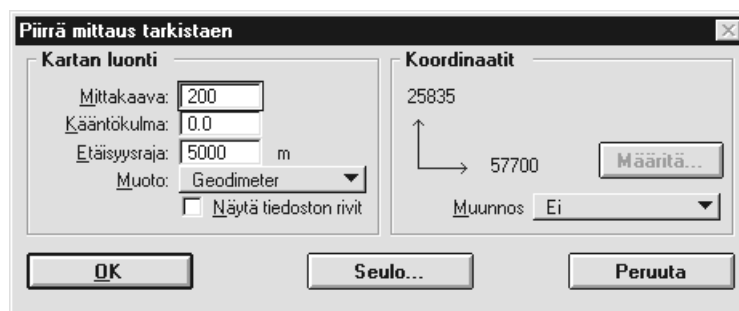 Piirrä mittaus tarkistaen
Kartan luonti
Mittakaava: 200
Kääntökulma: 0.0
Etäisyysraja: 5000 m
Muoto: Geodimeter
Näytä tiedoston rivit
Koordinaatit
25835
57700
Määritä...
Muunnos Ei
OK
Seulo...
Peruuta